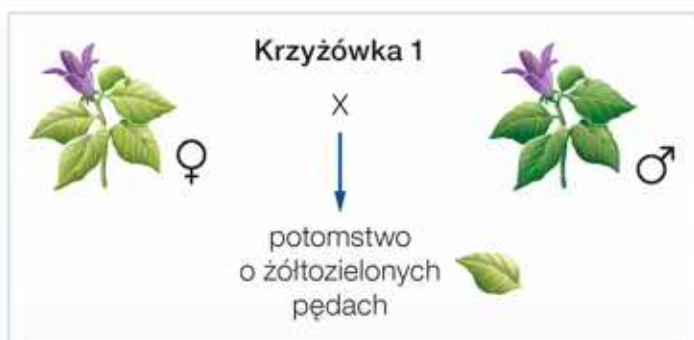 Krzyżówka 1
♀ X ♂
potomstwo
o żółtozielonych
pędach